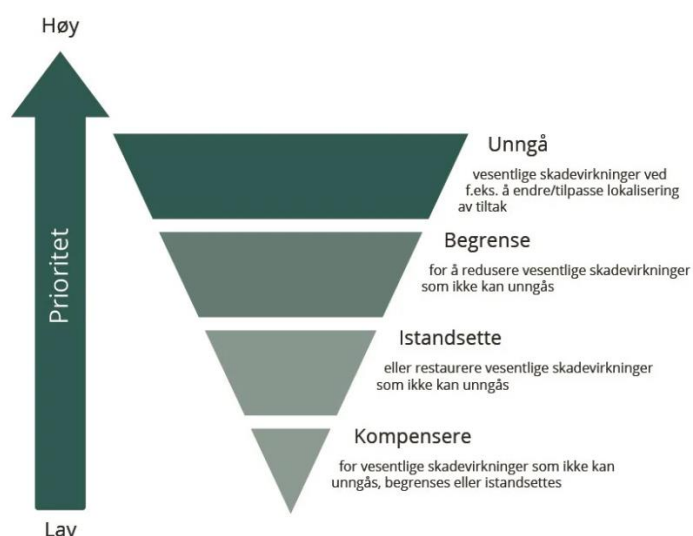 Høy
Prioritet
Unngå
vesentlige skadevirkninger ved
f.eks. å endre/tilpasse lokalisering
av tiltak
Begrense
for å redusere vesentlige skadevirkninger
som ikke kan unngås
Istandsette
eller restaurere vesentlige skadevirkninger
som ikke kan unngås
Kompensere
for vesentlige skadevirkninger som ikke kan
unngås, begrenses eller istandsettes
Lav